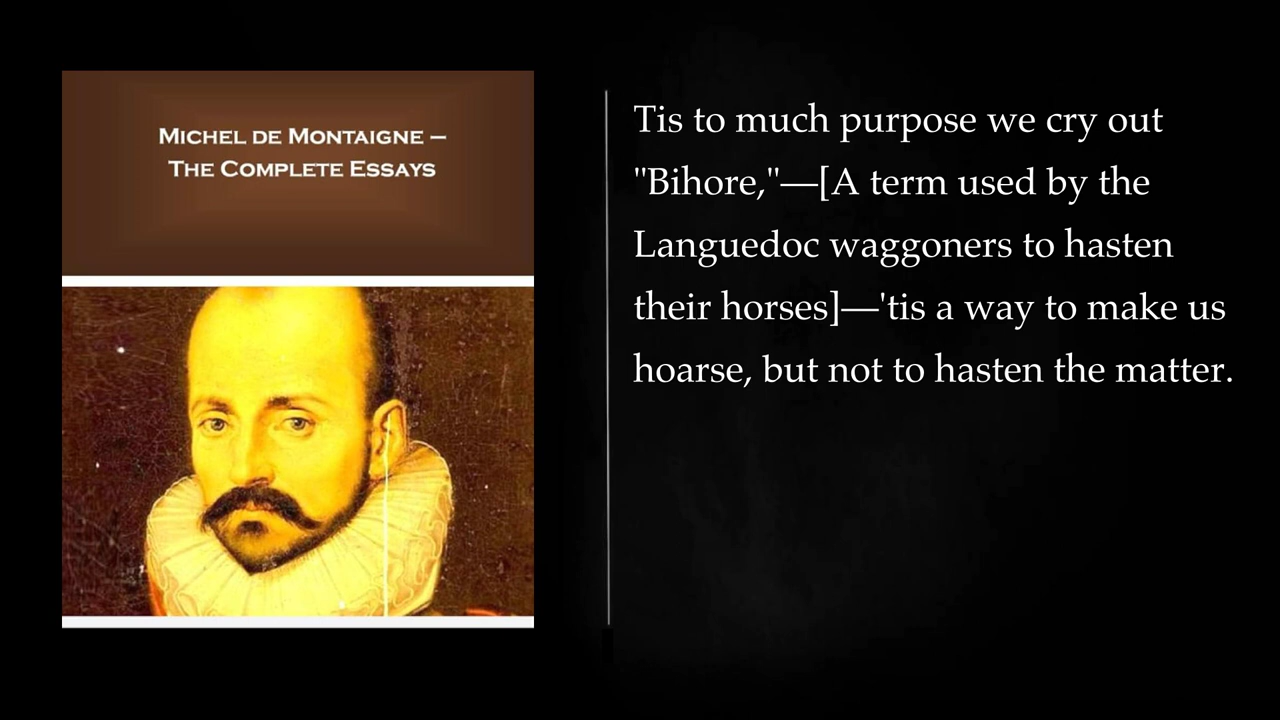 MICHEL DE MONTAIGNE –
THE COMPLETE ESSAYS
Tis to much purpose we cry out
"Bihore,"—[A term used by the
Languedoc waggoners to hasten
their horses]—'tis a way to make us
hoarse, but not to hasten the matter.